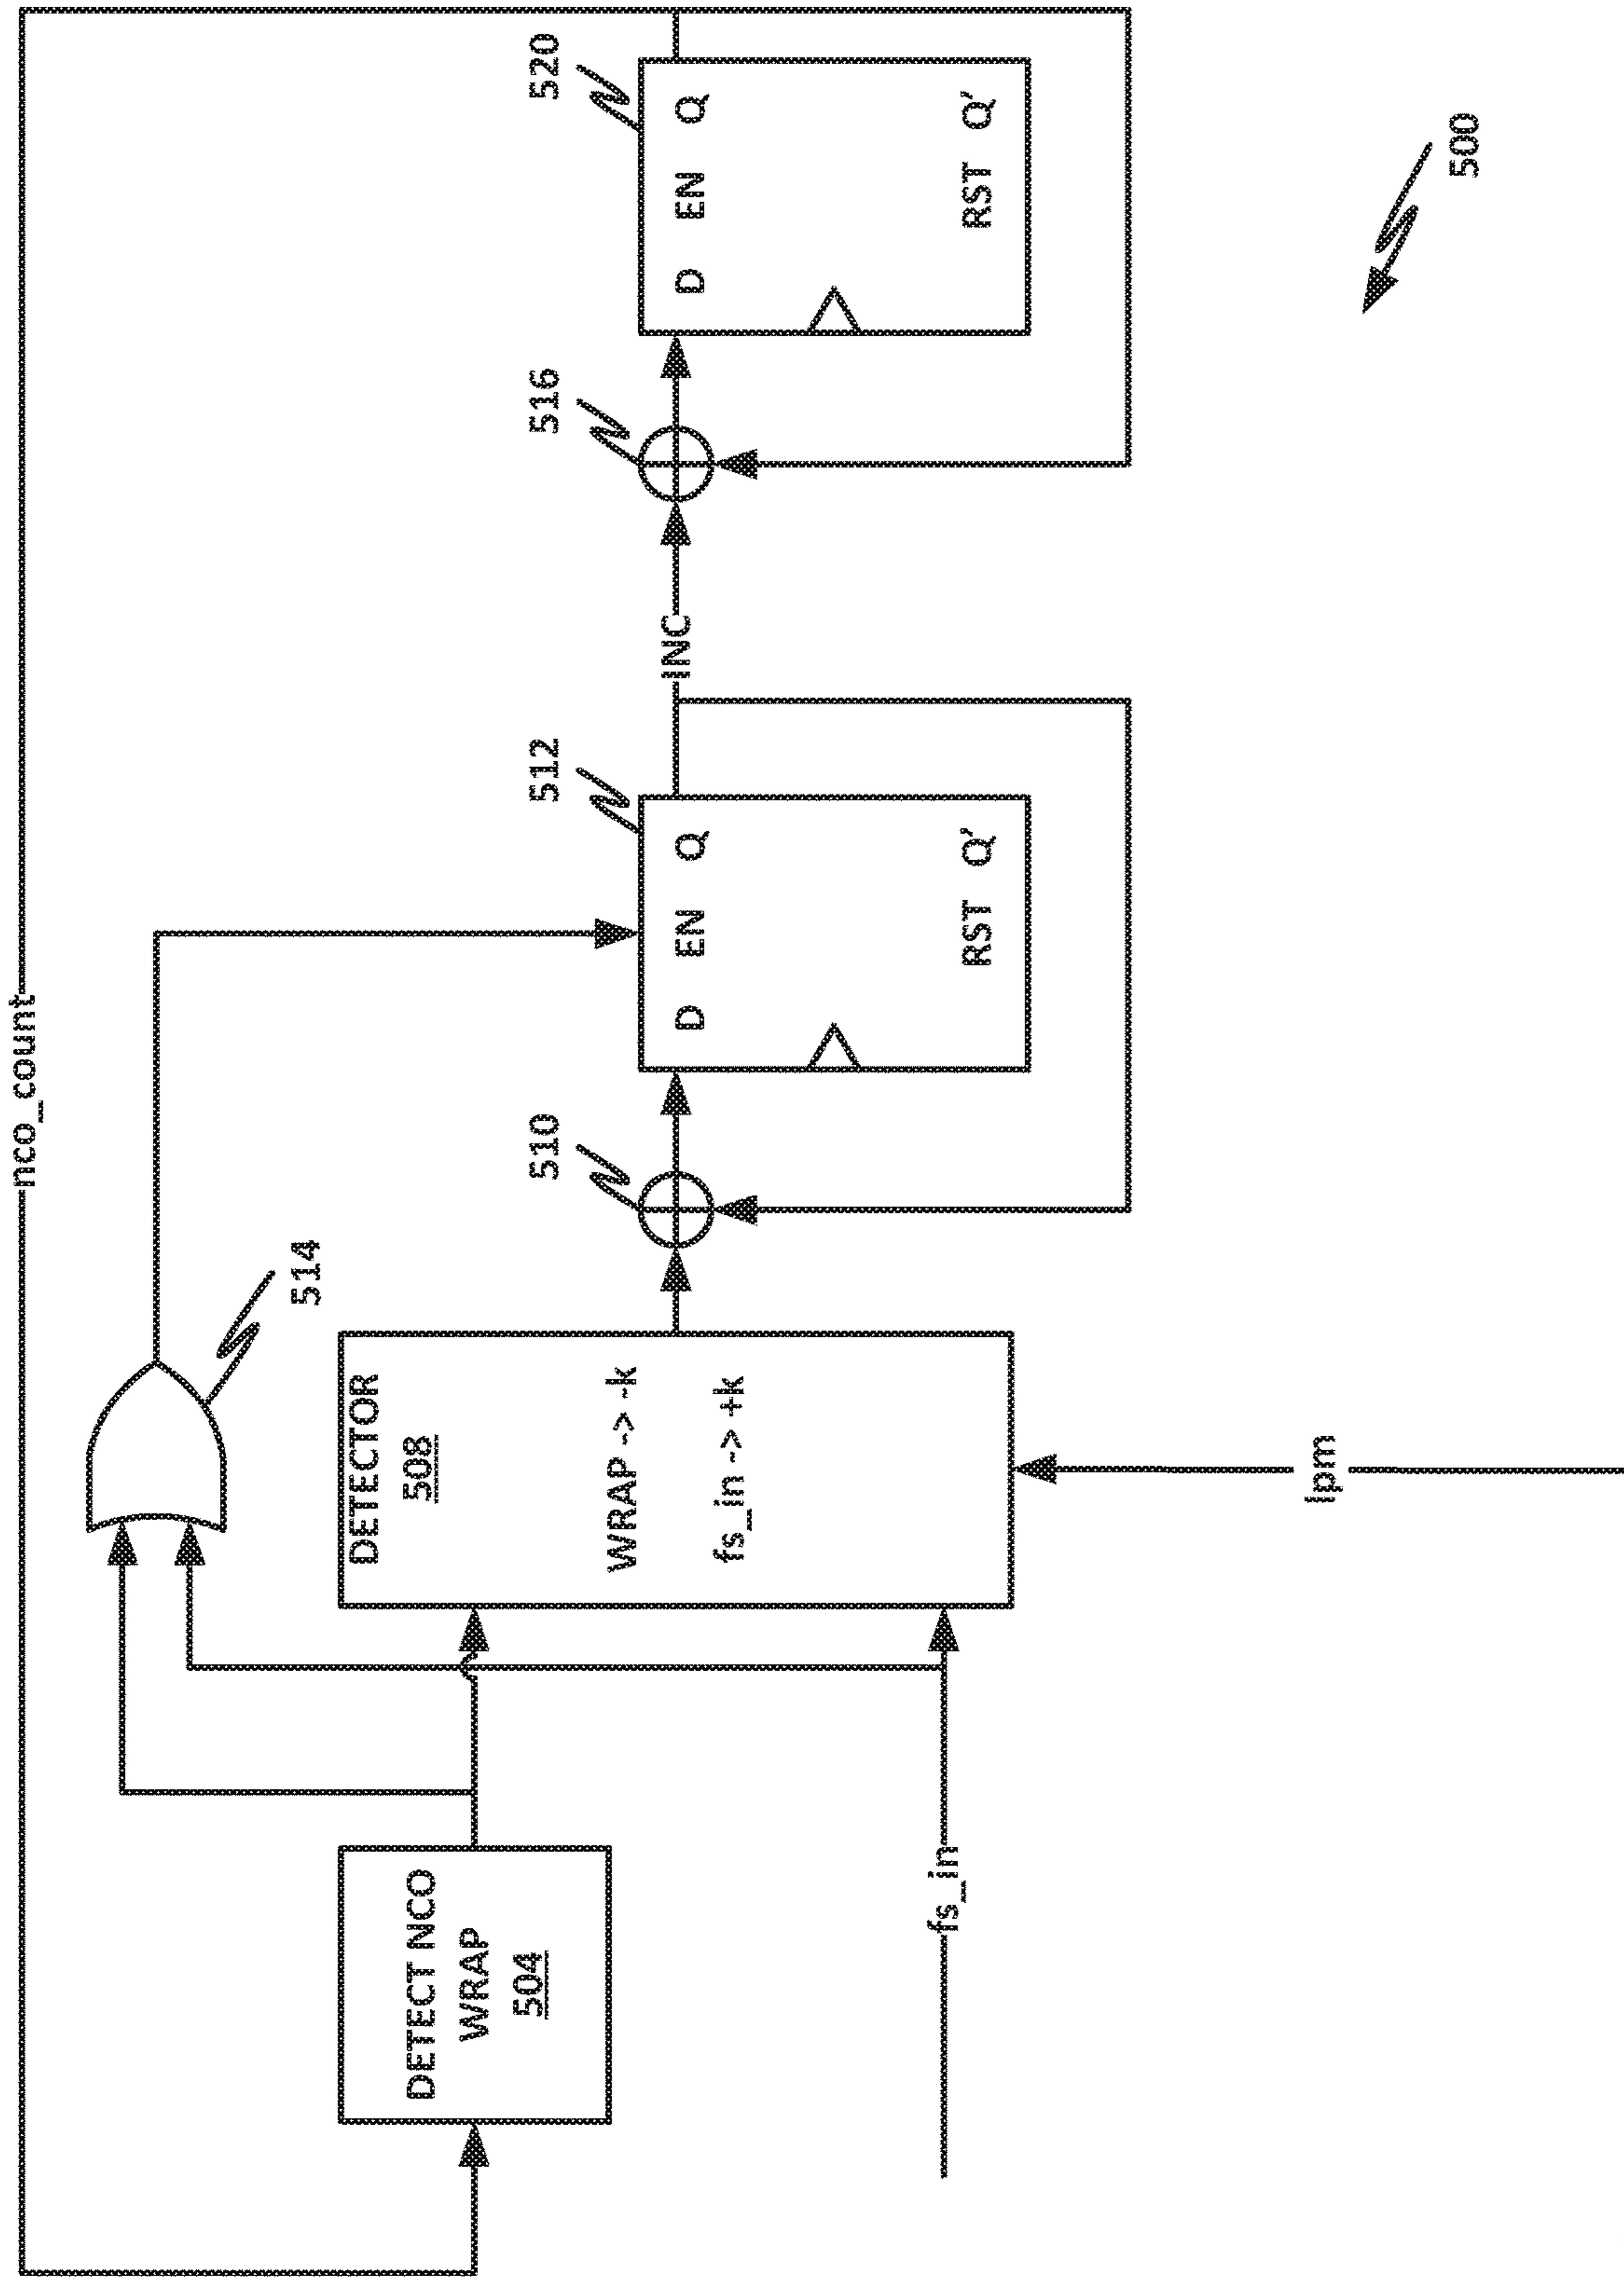 nco_count
514
DETECT NCO
WRAP
504
DETECTOR
508
WRAP -> -k
fs_in -> +k
fs_in
lpm
510
512
D EN Q
RST Q'
INC
516
520
D EN Q
RST Q'
500